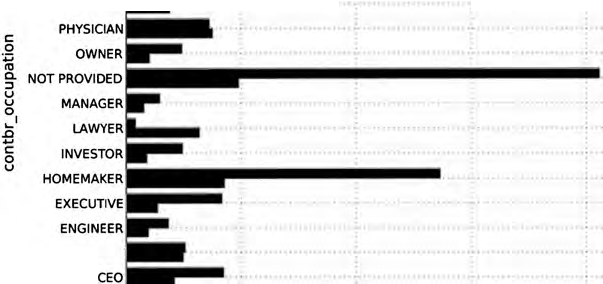 contbr_occupation
PHYSICIAN
OWNER
NOT PROVIDED
MANAGER
LAWYER
INVESTOR
HOMEMAKER
EXECUTIVE
ENGINEER
CEO